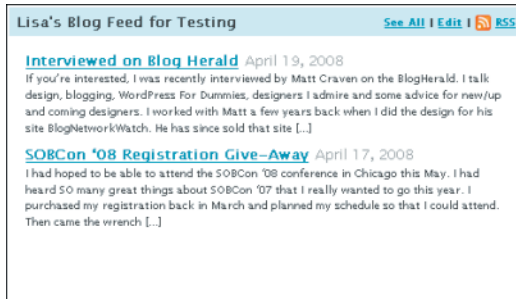 Lisa's Blog Feed for Testing See All | Edit | RSS
Interviewed on Blog Herald April 19, 2008
If you're interested, I was recently interviewed by Matt Craven on the BlogHerald. I talk
design, blogging, WordPress For Dummies, designers I admire and some advice for new/up
and coming designers. I worked with Matt a few years back when I did the design for his
site BlogNetworkWatch. He has since sold that site [...]
SOBCon '08 Registration Give-Away April 17, 2008
I had hoped to be able to attend the SOBCon '08 conference in Chicago this May. I had
heard SO many great things about SOBCon '07 that I really wanted to go this year. I
purchased my registration back in March and planned my schedule so that I could attend.
Then came the wrench [...]